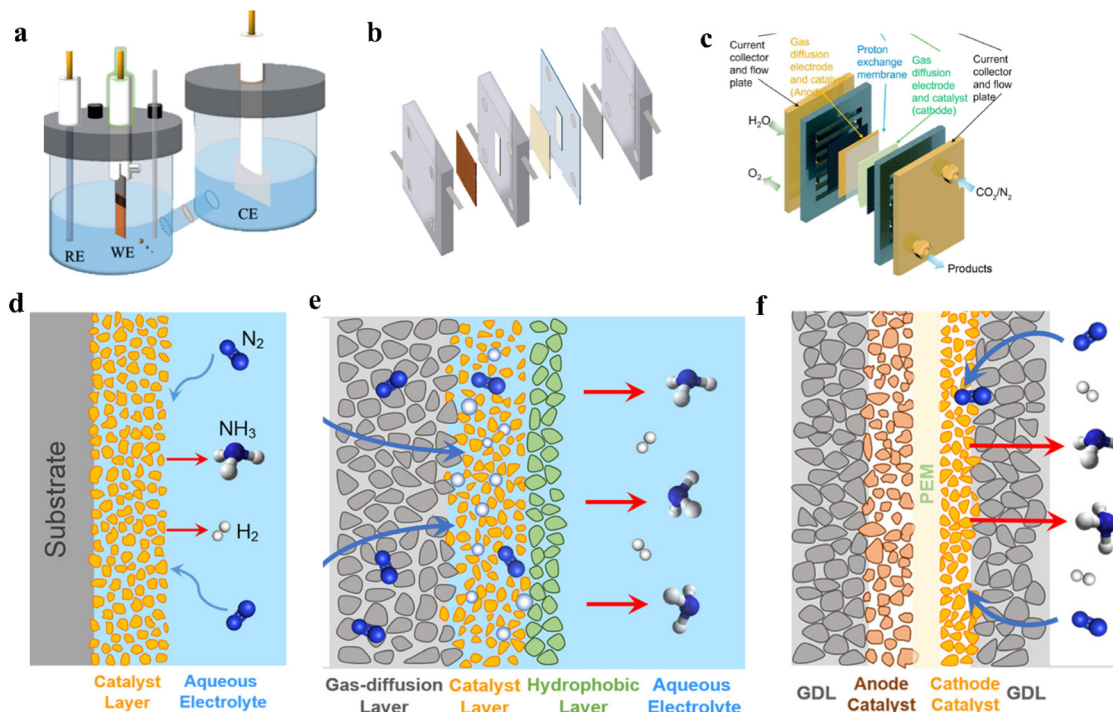 a
RE
WE
CE
b
c
Current
collector
and flow
plate
Gas
diffusion
electrode
and catalyst
(Anode)
Proton
exchange
membrane
Gas
diffusion
electrode
and catalyst
(cathode)
Current
collector
and flow
plate
H₂O
O₂
CO₂/N₂
Products
d
N₂
NH₃
H₂
Substrate
Catalyst
Layer
Aqueous
Electrolyte
e
Gas-diffusion
Layer
Catalyst
Layer
Hydrophobic
Layer
Aqueous
Electrolyte
f
PEM
GDL
Anode
Catalyst
Cathode
Catalyst
GDL